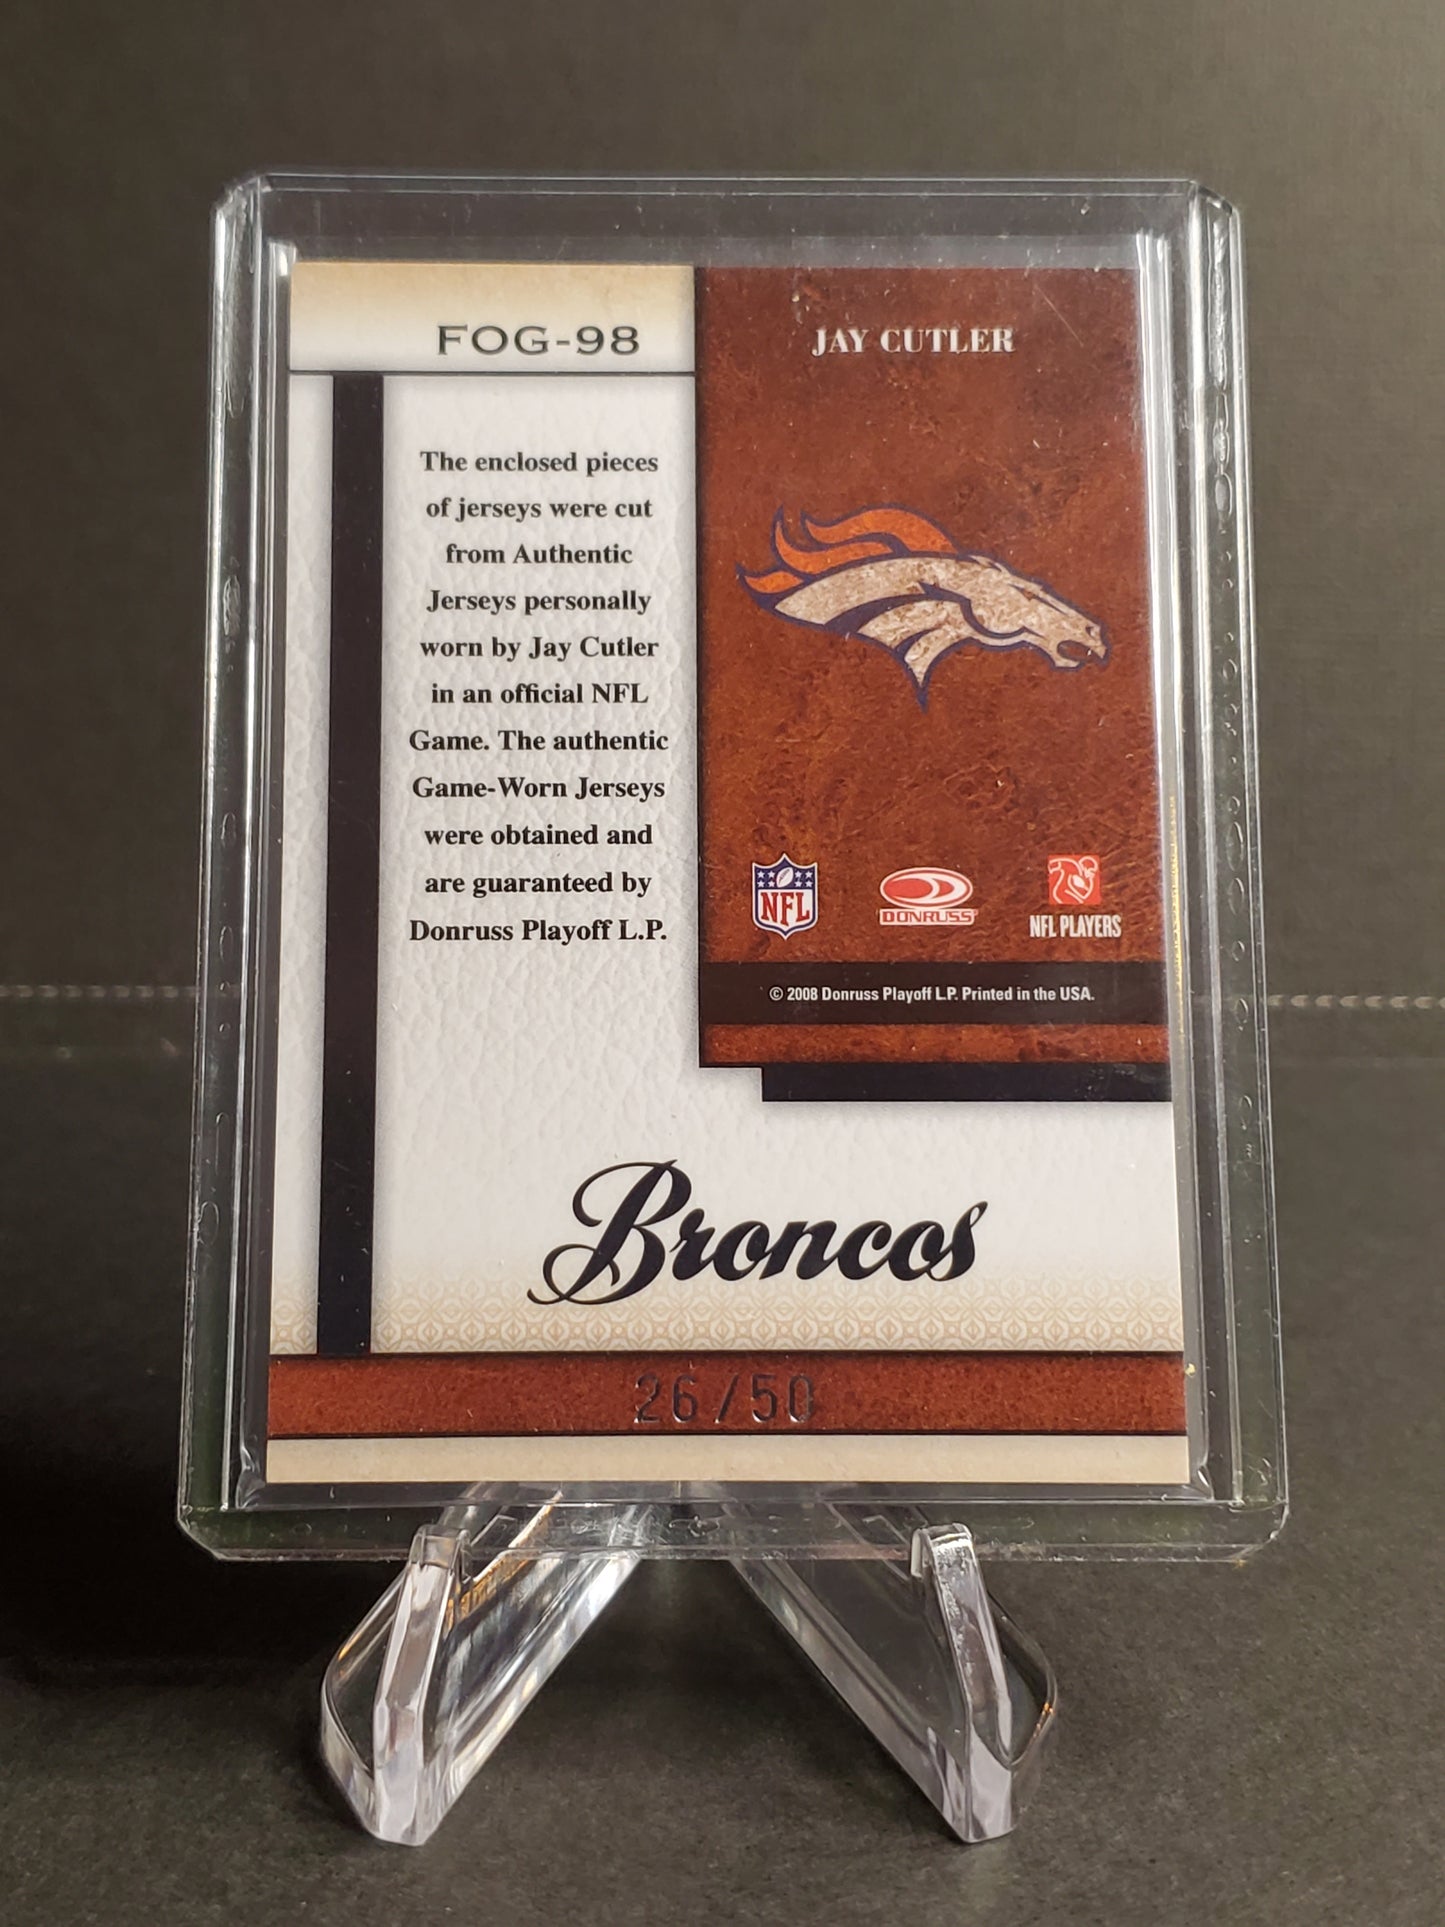 FOG-98
JAY CUTLER
The enclosed pieces
of jerseys were cut
from Authentic
Jerseys personally
worn by Jay Cutler
in an official NFL
Game. The authentic
Game-Worn Jerseys
were obtained and
are guaranteed by
Donruss Playoff L.P.
NFL
DONRUSS
NFL PLAYERS
© 2008 Donruss Playoff L.P. Printed in the USA.
Broncos
26/50